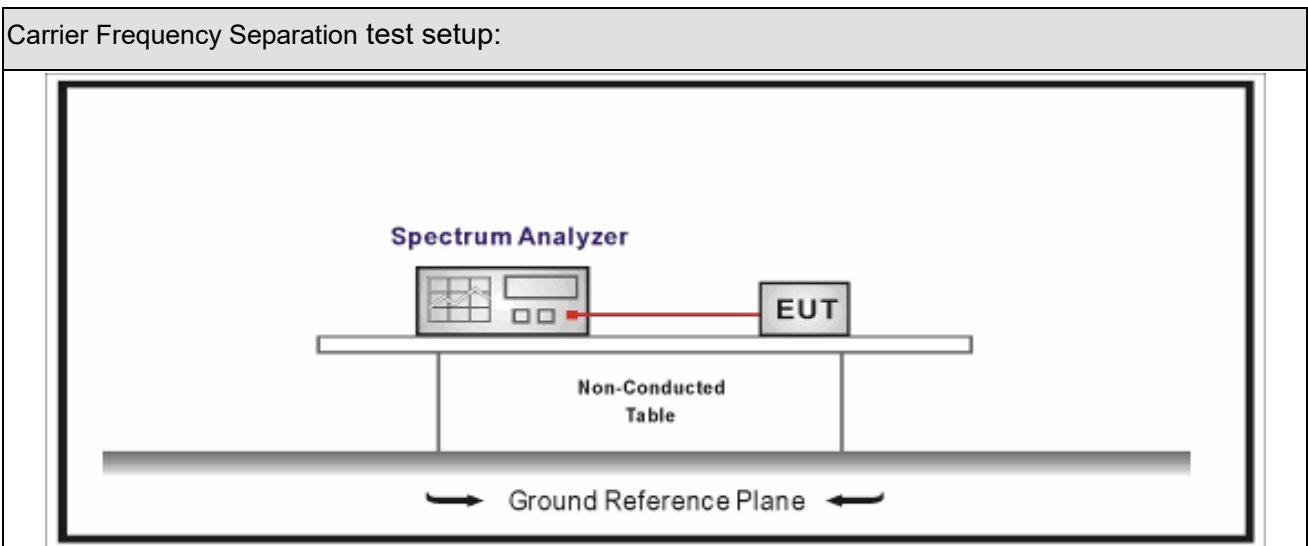 Carrier Frequency Separation test setup:
Spectrum Analyzer
EUT
Non-Conducted
Table
Ground Reference Plane